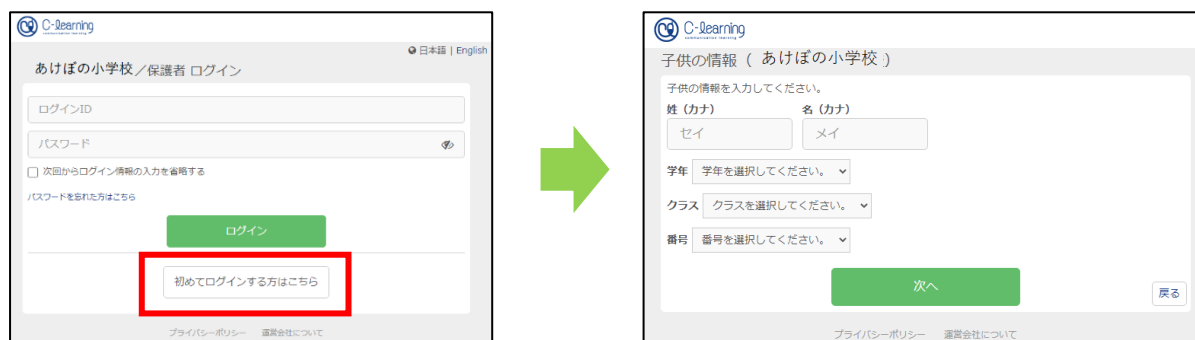 C-Learning
日本語 | English
あけぼの小学校／保護者 ログイン
ログインID
パスワード
次回からログイン情報の入力を省略する
パスワードを忘れた方はこちら
ログイン
初めてログインする方はこちら
プライバシーポリシー 運営会社について
C-Learning
communication learning
子供の情報（ あけぼの小学校 ）
子供の情報を入力してください。
姓（カナ） 名（カナ）
セイ メイ
学年 学年を選択してください。
クラス クラスを選択してください。
番号 番号を選択してください。
次へ
戻る
プライバシーポリシー 運営会社について